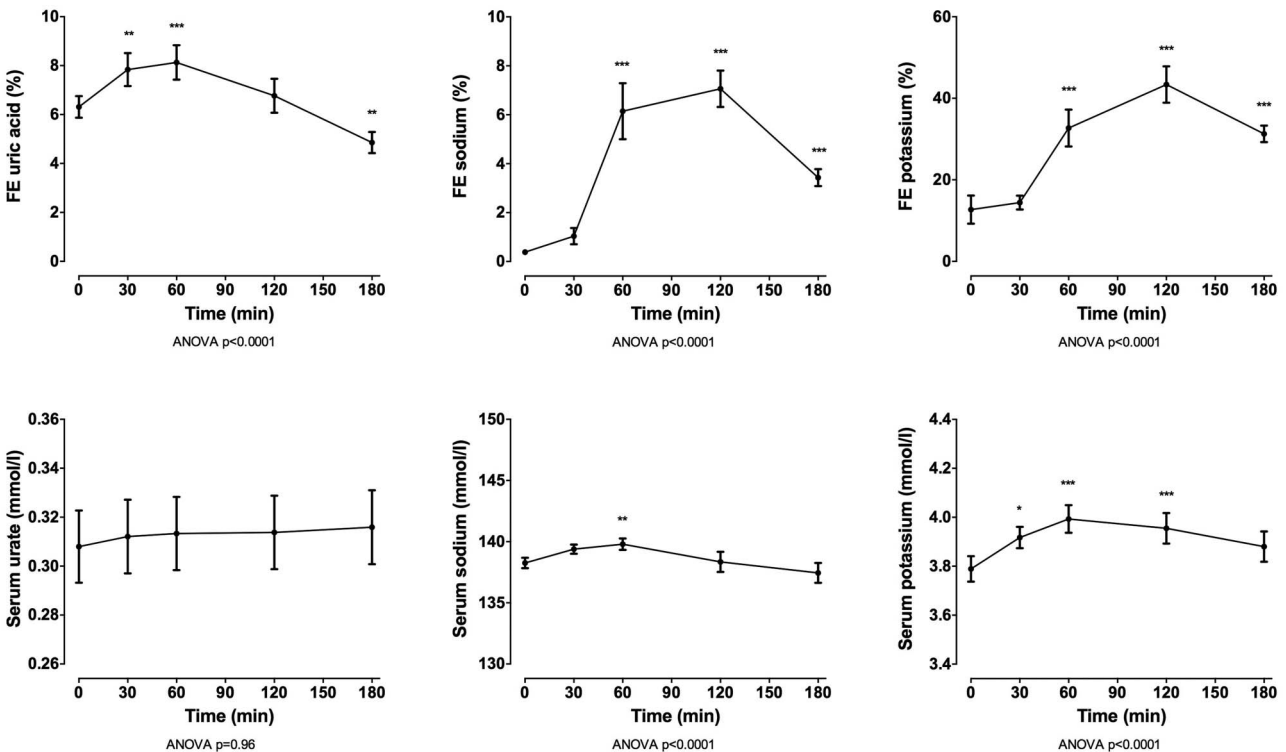 FE uric acid (%)
10
8
6
4
2
0
**
***
**
0 30 60 90 120 150 180
Time (min)
ANOVA p<0.0001
FE sodium (%)
10
8
6
4
2
0
***
***
***
0 30 60 90 120 150 180
Time (min)
ANOVA p<0.0001
FE potassium (%)
60
40
20
0
***
***
***
0 30 60 90 120 150 180
Time (min)
ANOVA p<0.0001
Serum urate (mmol/l)
0.36
0.34
0.32
0.30
0.28
0.26
0 30 60 90 120 150 180
Time (min)
ANOVA p=0.96
Serum sodium (mmol/l)
150
145
140
135
130
**
0 30 60 90 120 150 180
Time (min)
ANOVA p<0.0001
Serum potassium (mmol/l)
4.4
4.2
4.0
3.8
3.6
3.4
*
***
***
0 30 60 90 120 150 180
Time (min)
ANOVA p<0.0001